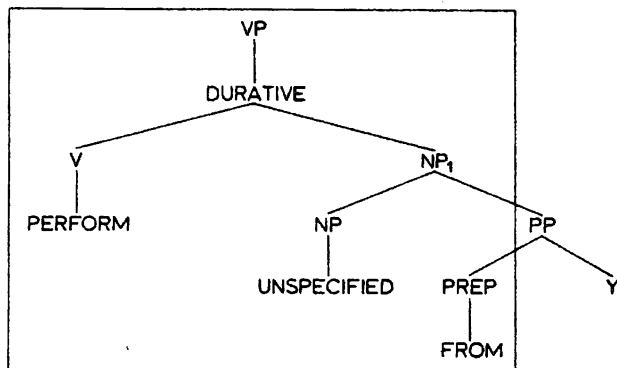 VP
DURATIVE
V NP₁
PERFORM NP PP
UNSPECIFIED PREP Y
FROM